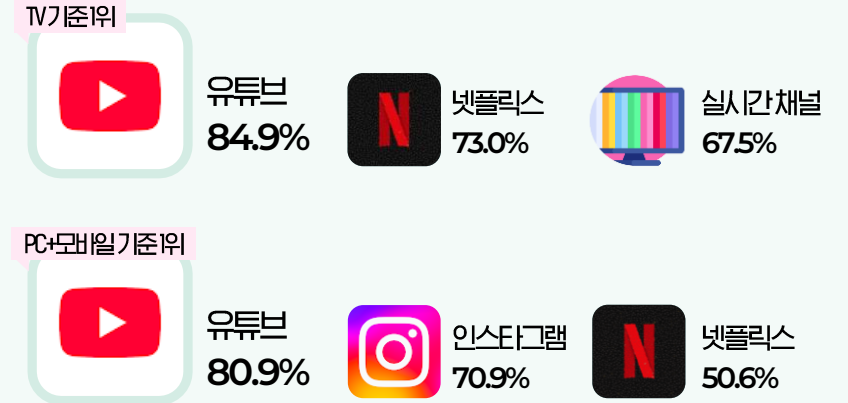 TV 기준 1위
유튜브
84.9%
넷플릭스
73.0%
실시간 채널
67.5%
PC+모바일 기준 1위
유튜브
80.9%
인스타그램
70.9%
넷플릭스
50.6%